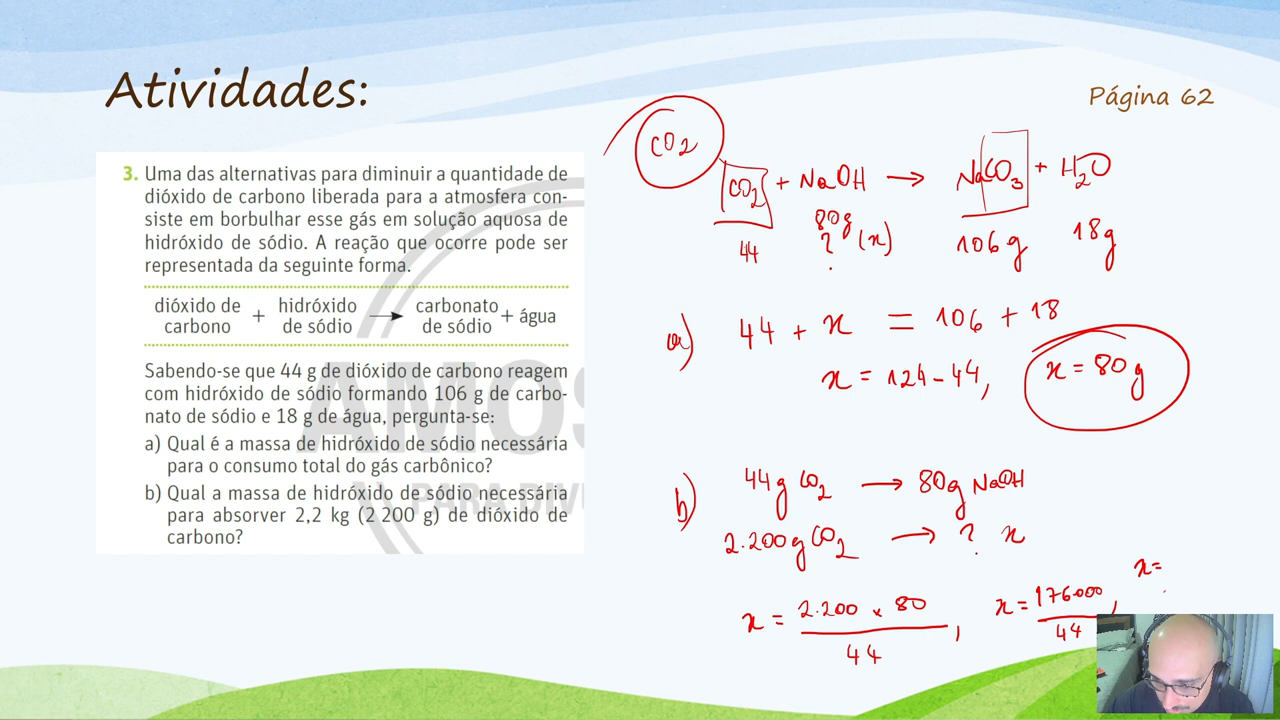 Atividades:
Página 62
3. Uma das alternativas para diminuir a quantidade de
dióxido de carbono liberada para a atmosfera con-
siste em borbulhar esse gás em solução aquosa de
hidróxido de sódio. A reação que ocorre pode ser
representada da seguinte forma.
dióxido de carbono + hidróxido de sódio → carbonato de sódio + água
Sabendo-se que 44 g de dióxido de carbono reagem
com hidróxido de sódio formando 106 g de carbo-
nato de sódio e 18 g de água, pergunta-se:
a) Qual é a massa de hidróxido de sódio necessária
para o consumo total do gás carbônico?
b) Qual a massa de hidróxido de sódio necessária
para absorver 2,2 kg (2 200 g) de dióxido de
carbono?
CO2
CO2 + NaOH → NaCO3 + H2O
80g
44 ? (x) 106g 18g
a) 44 + x = 106 + 18
x = 124 - 44, x = 80g
b) 44g CO2 → 80g NaOH
2.200g CO2 → ? x
x = 2.200 x 80 / 44, x = 176000 / 44, x =